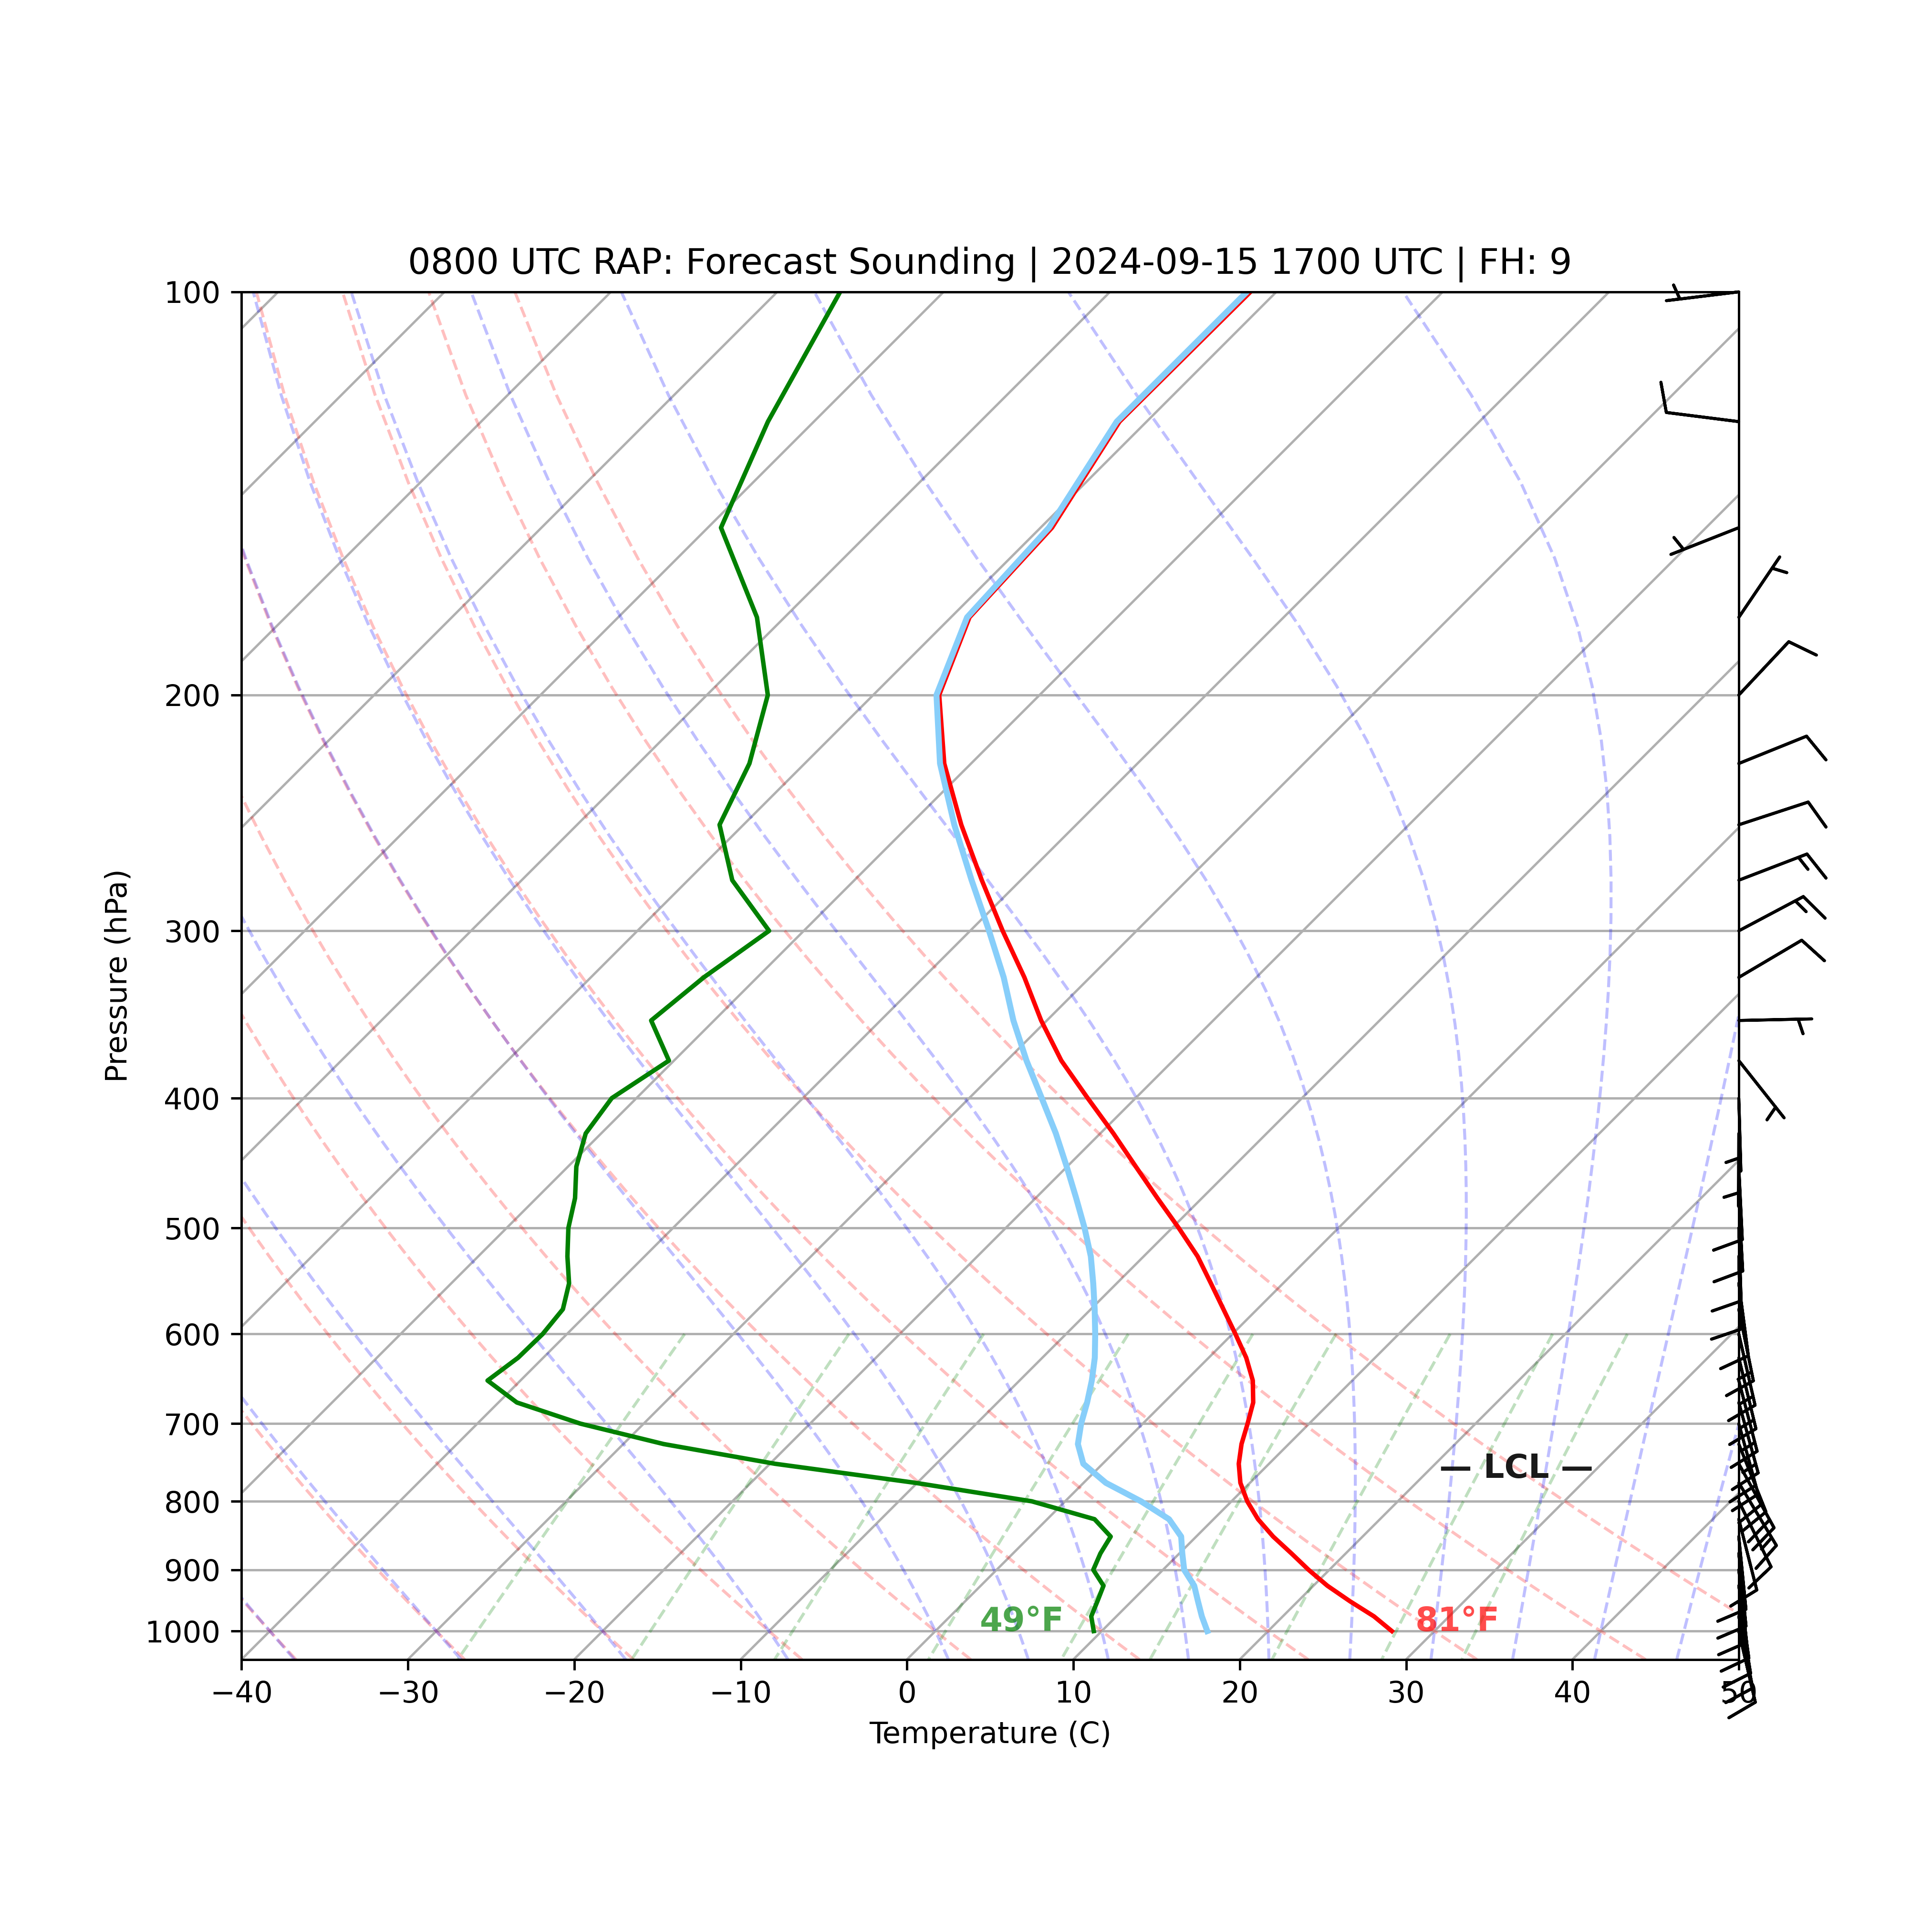 0800 UTC RAP: Forecast Sounding | 2024-09-15 1700 UTC | FH: 9
100
200
300
400
500
600
700
800
900
1000
Pressure (hPa)
— LCL —
49°F
81°F
−40 −30 −20 −10 0 10 20 30 40 50
Temperature (C)